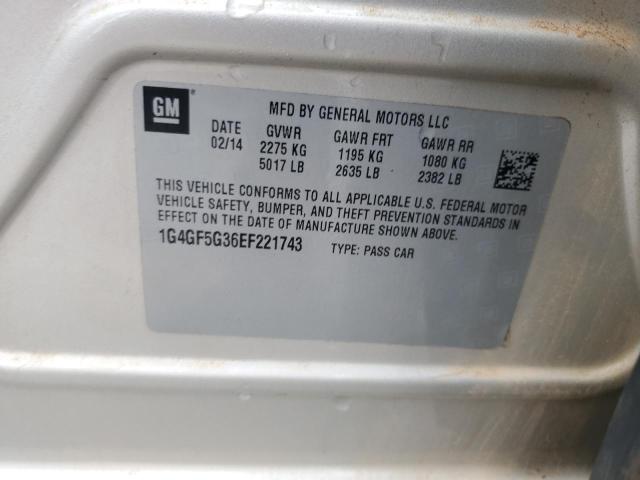 GM ®
MFD BY GENERAL MOTORS LLC
DATE GVWR GAWR FRT GAWR RR
02/14 2275 KG 1195 KG 1080 KG
5017 LB 2635 LB 2382 LB
THIS VEHICLE CONFORMS TO ALL APPLICABLE U.S. FEDERAL MOTOR
VEHICLE SAFETY, BUMPER, AND THEFT PREVENTION STANDARDS IN
EFFECT ON THE DATE OF MANUFACTURE SHOWN ABOVE.
1G4GF5G36EF221743 TYPE: PASS CAR